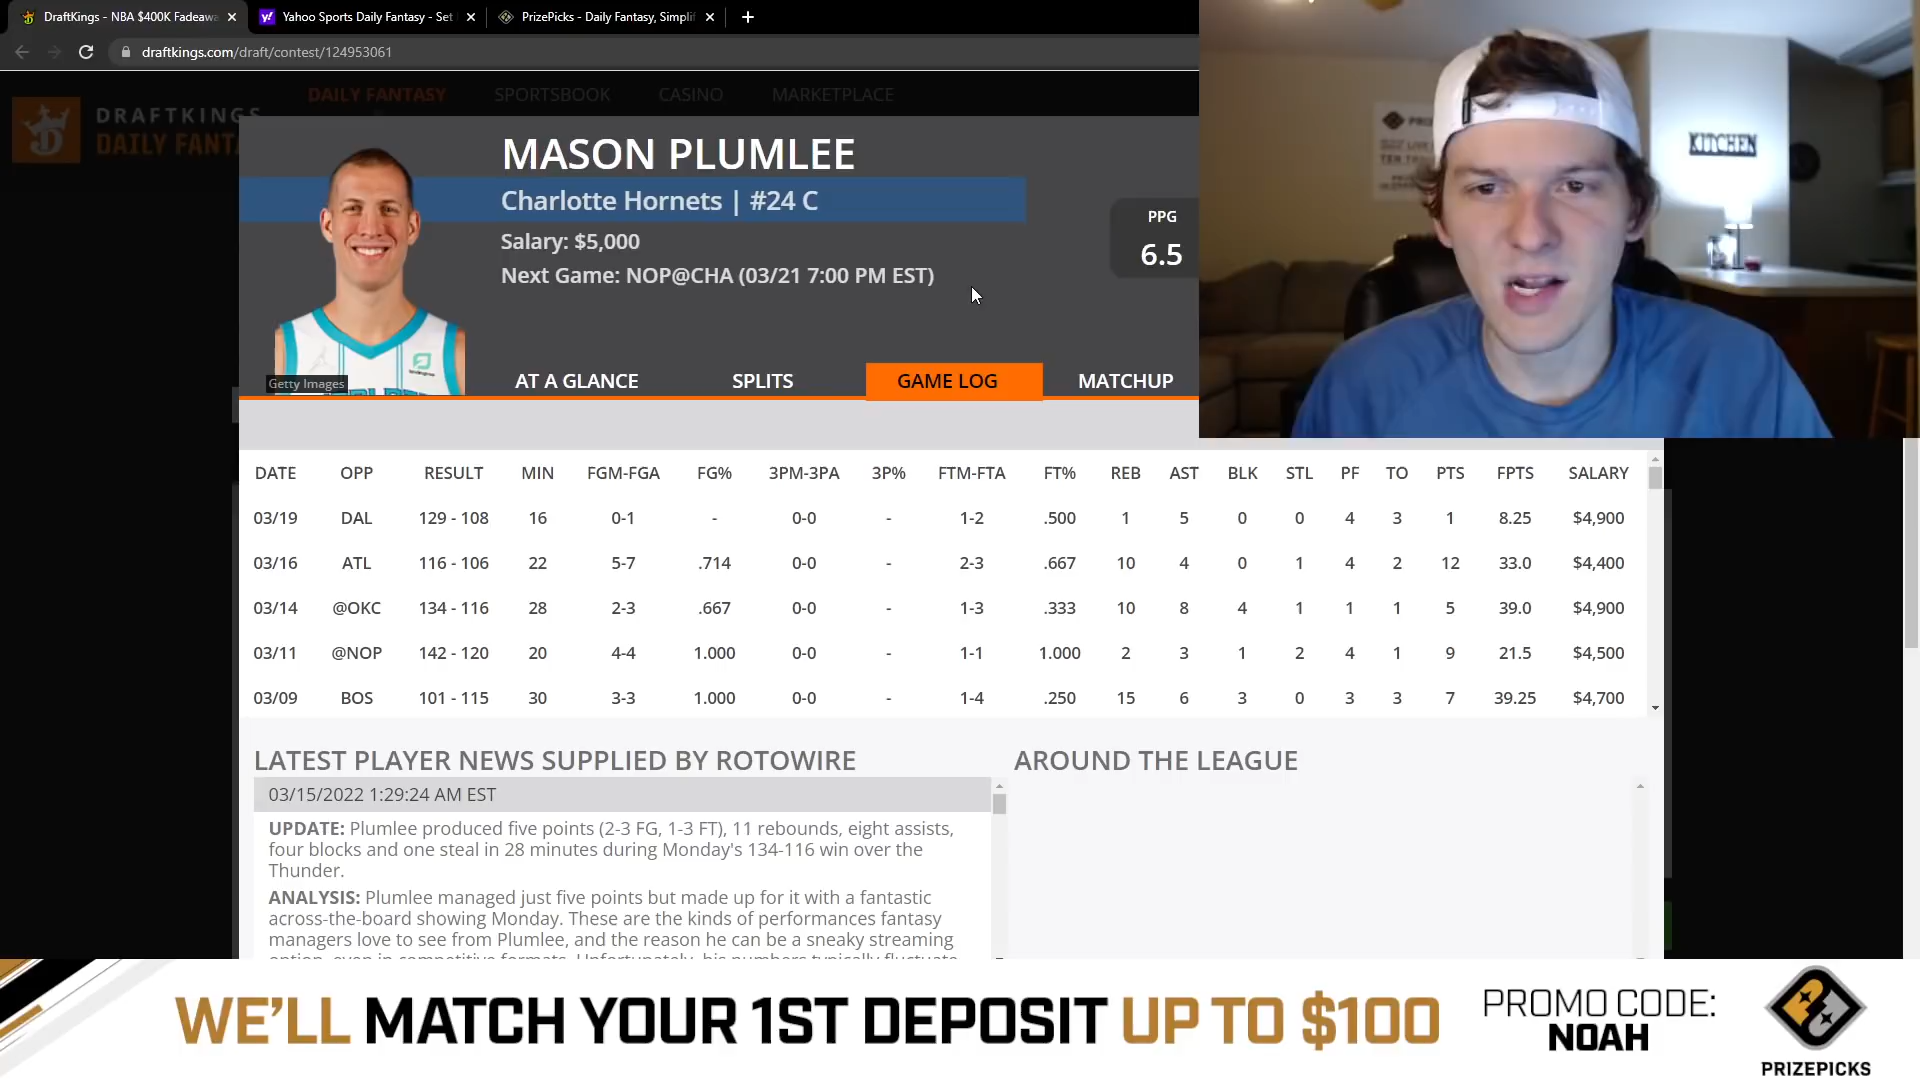 DraftKings - NBA $400K Fadeawa
Yahoo Sports Daily Fantasy - Set
PrizePicks - Daily Fantasy, Simplif
draftkings.com/draft/contest/124953061
DRAFTKINGS
DAILY FANTA
DAILY FANTASY SPORTSBOOK CASINO MARKETPLACE
MASON PLUMLEE
Charlotte Hornets | #24 C
Salary: $5,000
Next Game: NOP@CHA (03/21 7:00 PM EST)
PPG
6.5
Getty Images
KITCHEN
AT A GLANCE SPLITS GAME LOG MATCHUP
DATE OPP RESULT MIN FGM-FGA FG% 3PM-3PA 3P% FTM-FTA FT% REB AST BLK STL PF TO PTS FPTS SALARY
03/19 DAL 129 - 108 16 0-1 - 0-0 - 1-2 .500 1 5 0 0 4 3 1 8.25 $4,900
03/16 ATL 116 - 106 22 5-7 .714 0-0 - 2-3 .667 10 4 0 1 4 2 12 33.0 $4,400
03/14 @OKC 134 - 116 28 2-3 .667 0-0 - 1-3 .333 10 8 4 1 1 1 5 39.0 $4,900
03/11 @NOP 142 - 120 20 4-4 1.000 0-0 - 1-1 1.000 2 3 1 2 4 1 9 21.5 $4,500
03/09 BOS 101 - 115 30 3-3 1.000 0-0 - 1-4 .250 15 6 3 0 3 3 7 39.25 $4,700
LATEST PLAYER NEWS SUPPLIED BY ROTOWIRE
AROUND THE LEAGUE
03/15/2022 1:29:24 AM EST
UPDATE: Plumlee produced five points (2-3 FG, 1-3 FT), 11 rebounds, eight assists,
four blocks and one steal in 28 minutes during Monday's 134-116 win over the
Thunder.
ANALYSIS: Plumlee managed just five points but made up for it with a fantastic
across-the-board showing Monday. These are the kinds of performances fantasy
managers love to see from Plumlee, and the reason he can be a sneaky streaming
option, even in competitive formats. Unfortunately, his numbers typically fluctuate
WE'LL MATCH YOUR 1ST DEPOSIT UP TO $100
PROMO CODE:
NOAH
PRIZEPICKS